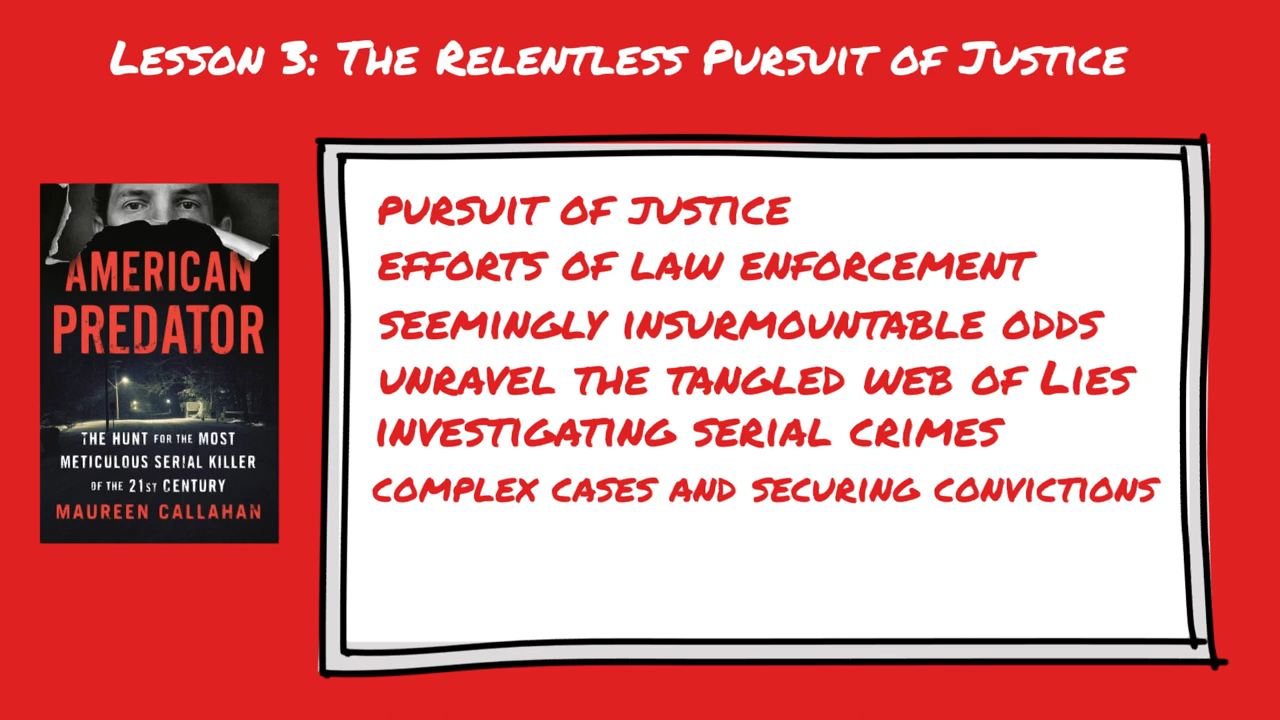 Lesson 3: The Relentless Pursuit of Justice
AMERICAN
PREDATOR
THE HUNT FOR THE MOST
METICULOUS SERIAL KILLER
OF THE 21ST CENTURY
MAUREEN CALLAHAN
PURSUIT OF JUSTICE
EFFORTS OF LAW ENFORCEMENT
SEEMINGLY INSURMOUNTABLE ODDS
UNRAVEL THE TANGLED WEB OF LIES
INVESTIGATING SERIAL CRIMES
COMPLEX CASES AND SECURING CONVICTIONS